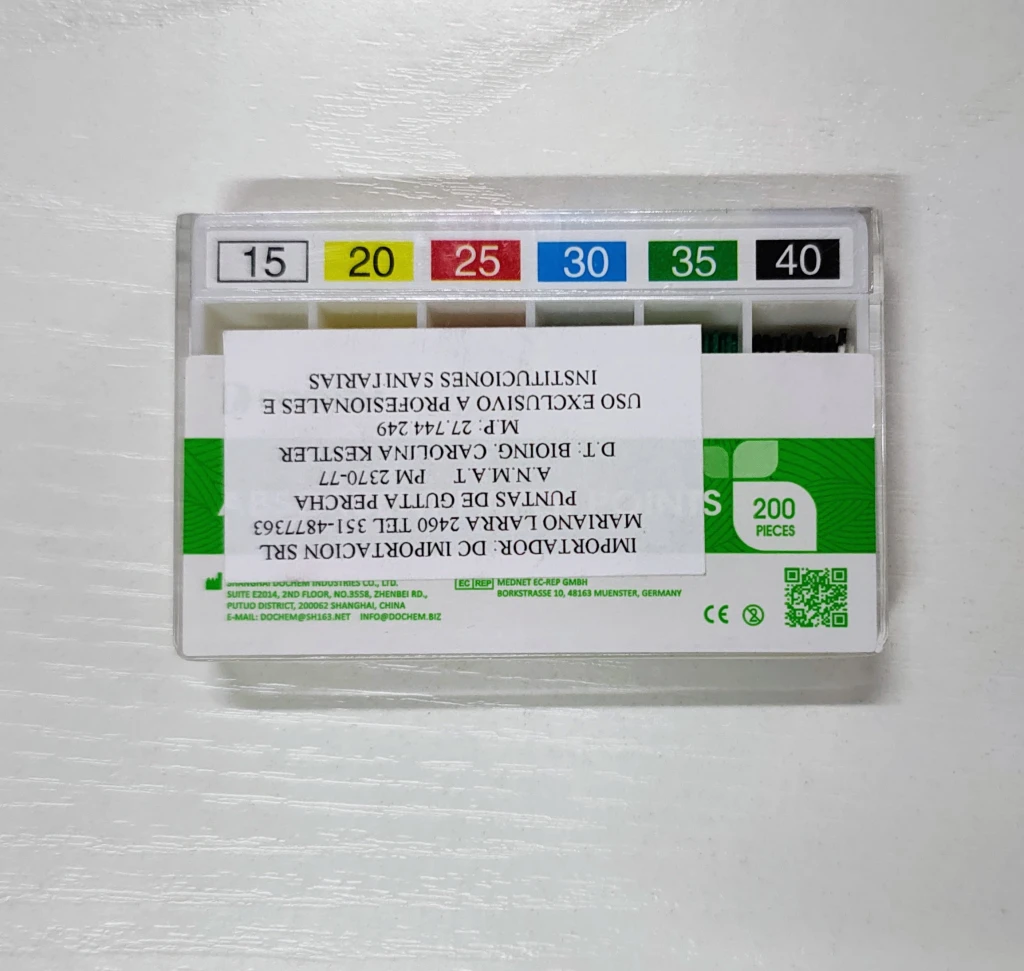 15 20 25 30 35 40
IMPORTADOR: DC IMPORTACION SRL
MARIANO LARRA 2460 TEL 351-4877363
PUNTAS DE GUTTA PERCHA
A.N.M.A.T PM 2370-77
D.T: BIOING. CAROLINA KESTLER
M.P: 27.744.249
USO EXCLUSIVO A PROFESIONALES E
INSTITUCIONES SANITARIAS
POINTS
200
PIECES
SHANGHAI DOCHEM INDUSTRIES CO., LTD.
SUITE E2014, 2ND FLOOR, NO.3558, ZHENBEI RD.,
PUTUO DISTRICT, 200062 SHANGHAI, CHINA
E-MAIL: DOCHEM@SH163.NET INFO@DOCHEM.BIZ
EC REP MEDNET EC-REP GMBH
BORKSTRASSE 10, 48163 MUENSTER, GERMANY
CE